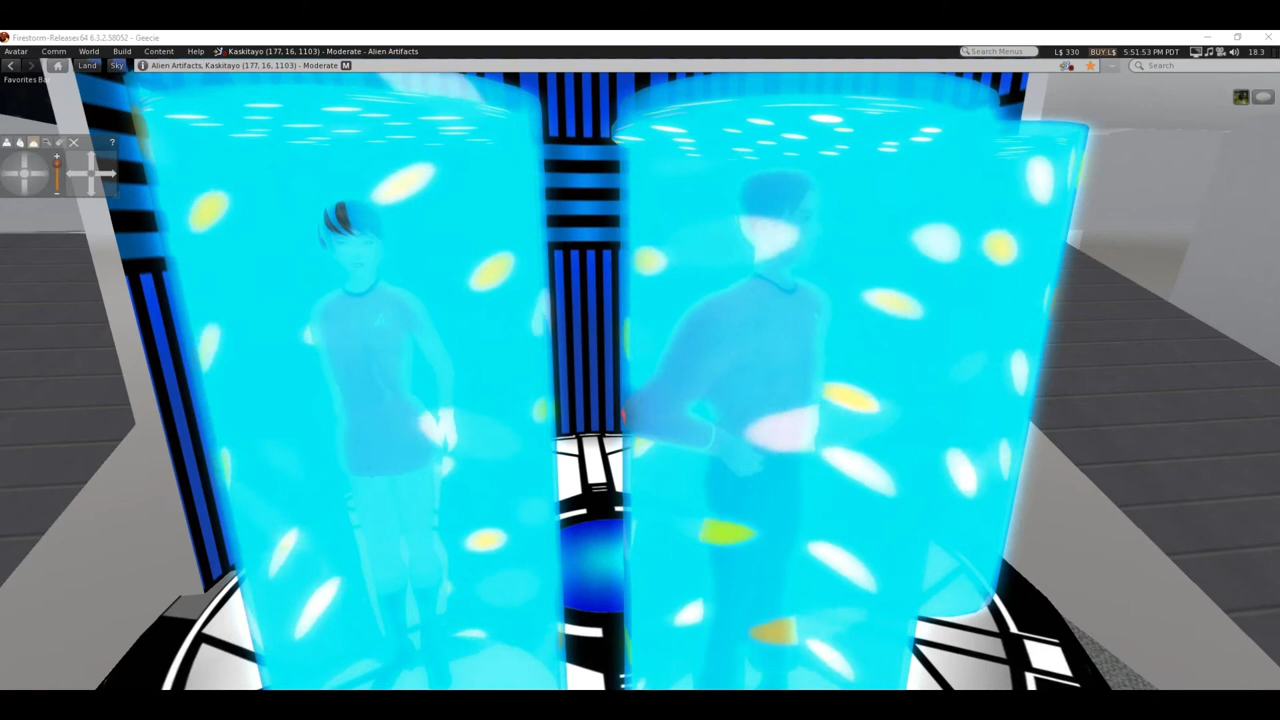 Firestorm-Releasex64 6.3.2.58052 - Geecie
Avatar Comm World Build Content Help Kaskitayo (177, 16, 1103) - Moderate - Alien Artifacts Search Menus L$ 330 BUY L$ 5:51:53 PM PDT 18.3
Land Sky Alien Artifacts, Kaskitayo (177, 16, 1103) - Moderate M Search
Favorites Ba
?